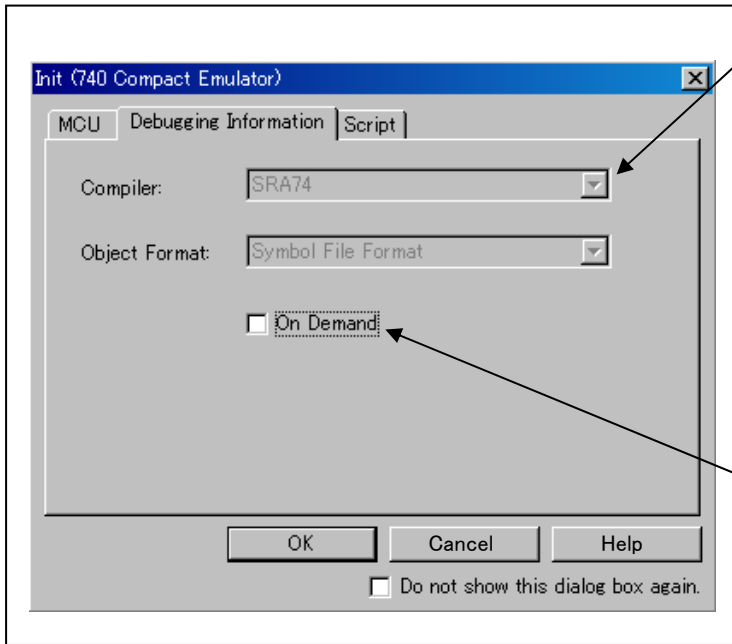 Init (740 Compact Emulator)
MCU Debugging Information Script
Compiler: SRA74
Object Format: Symbol File Format
On Demand
OK Cancel Help
Do not show this dialog box again.